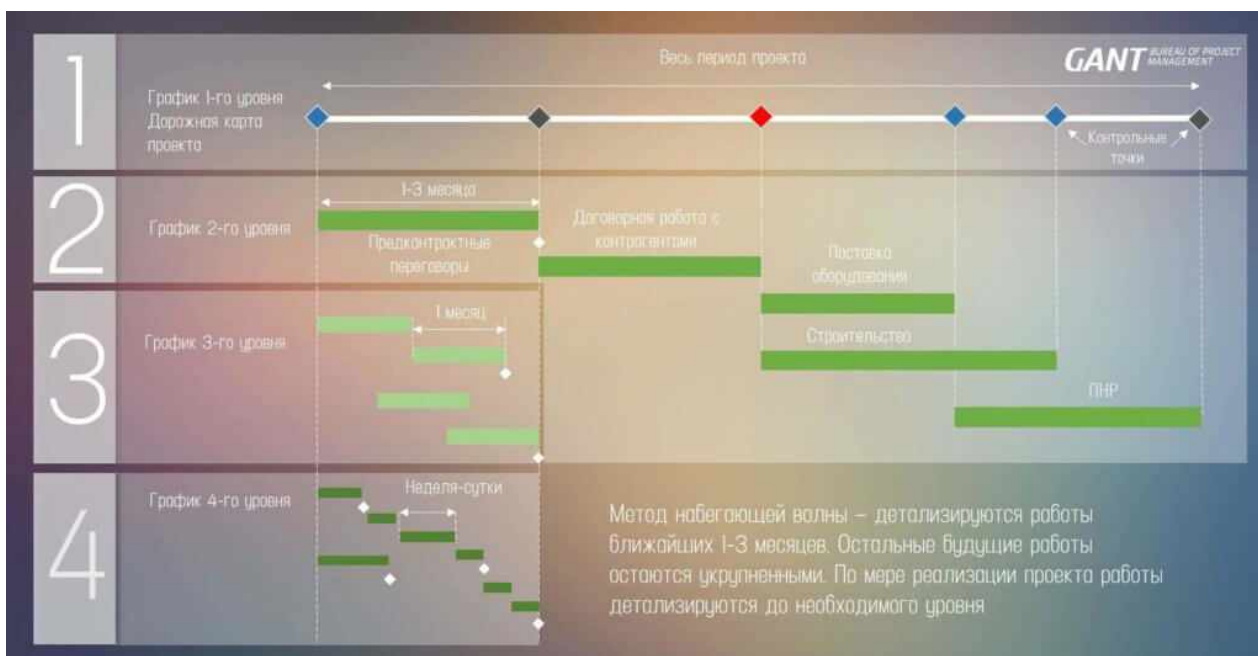 1
График 1-го уровня
Дорожная карта
проекта
Весь период проекта
GANT BUREAU OF PROJECT
MANAGEMENT
Контрольные
точки
2
График 2-го уровня
1-3 месяца
Предконтрактные
переговоры
Договорная работа с
контрагентами
Поставка
оборудования
Строительство
ПНР
3
График 3-го уровня
1 месяц
4
График 4-го уровня
Неделя-сутки
Метод набегающей волны – детализируются работы
ближайших 1-3 месяцев. Остальные будущие работы
остаются укрупненными. По мере реализации проекта работы
детализируются до необходимого уровня